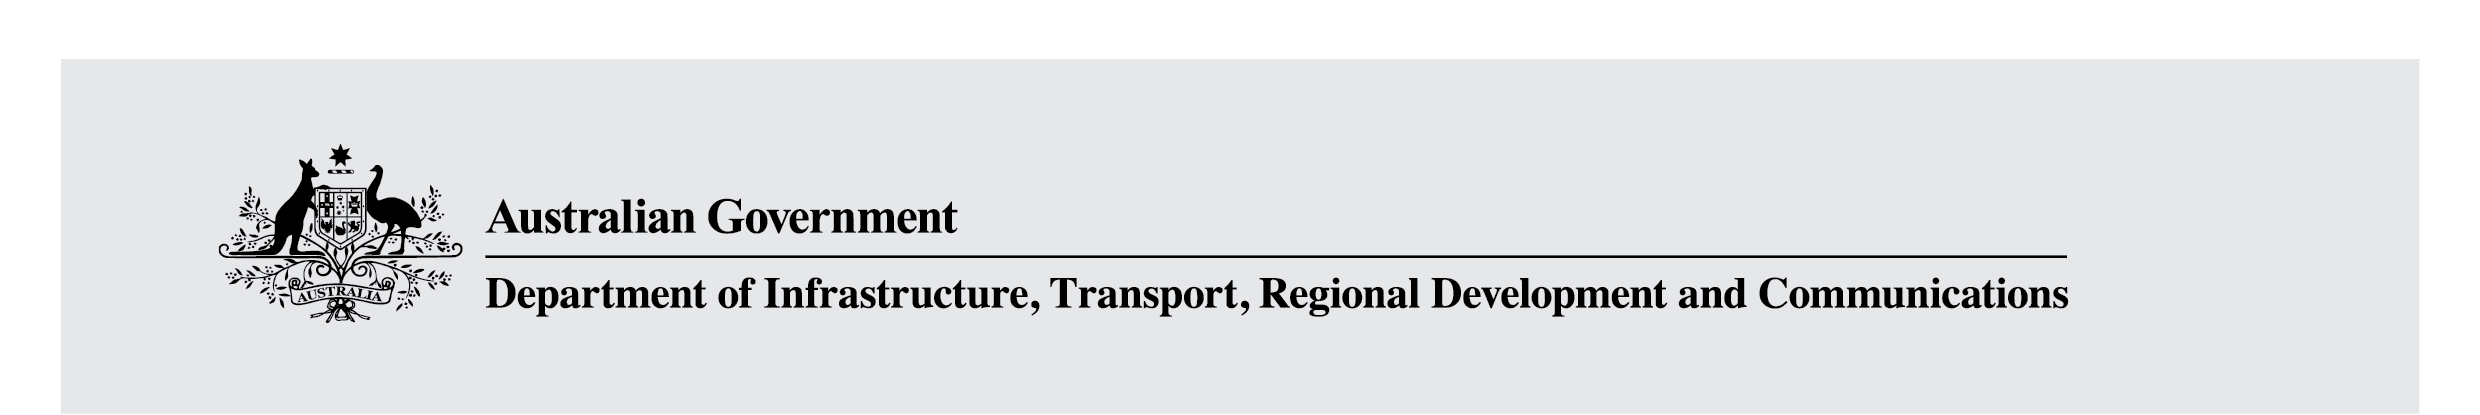 Australian Government
Department of Infrastructure, Transport, Regional Development and Communications
AUSTRALIA